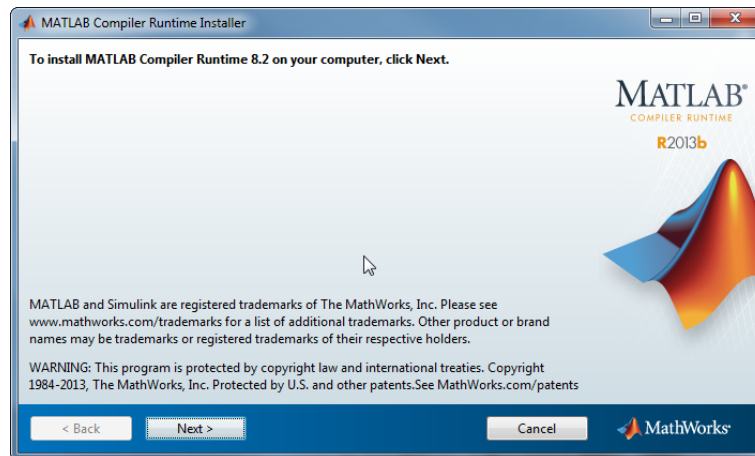 MATLAB Compiler Runtime Installer
To install MATLAB Compiler Runtime 8.2 on your computer, click Next.
MATLAB®
COMPILER RUNTIME
R2013b
MATLAB and Simulink are registered trademarks of The MathWorks, Inc. Please see
www.mathworks.com/trademarks for a list of additional trademarks. Other product or brand
names may be trademarks or registered trademarks of their respective holders.
WARNING: This program is protected by copyright law and international treaties. Copyright
1984-2013, The MathWorks, Inc. Protected by U.S. and other patents.See MathWorks.com/patents
< Back
Next >
Cancel
MathWorks®